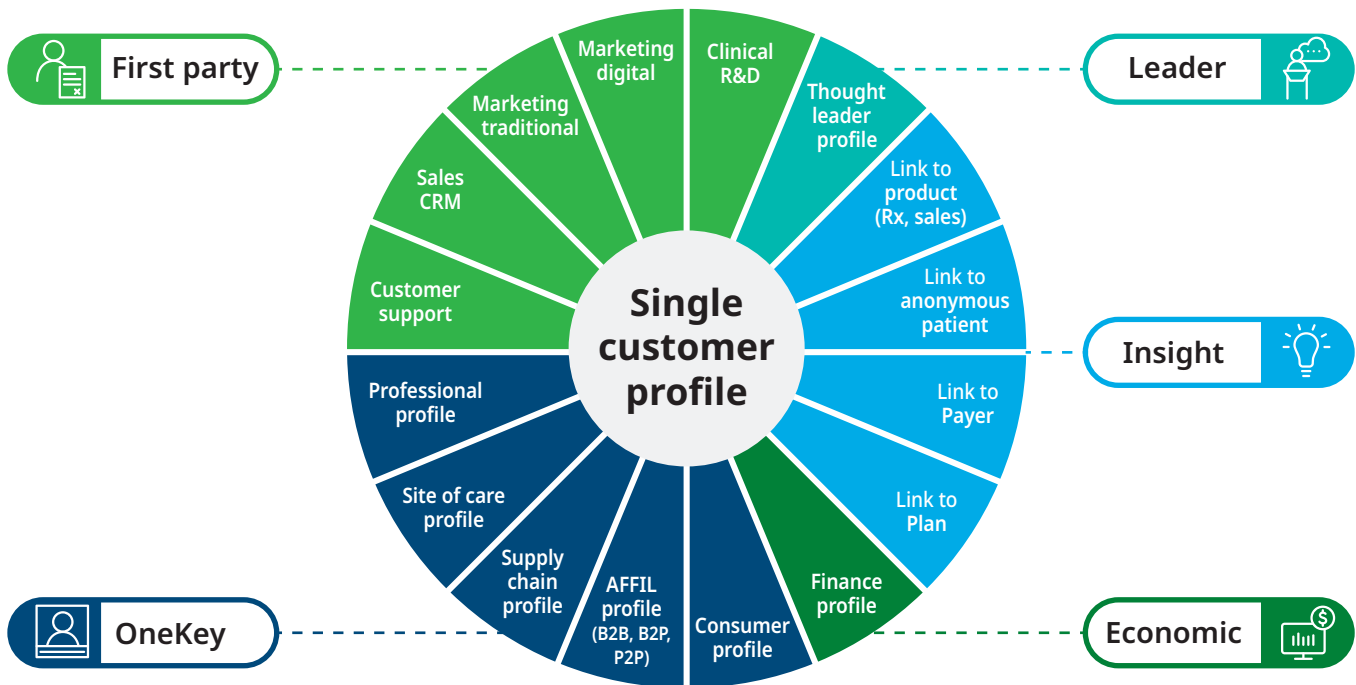 First party
Leader
Marketing
digital
Clinical
R&D
Marketing
traditional
Thought
leader
profile
Sales
CRM
Link to
product
(Rx, sales)
Customer
support
Link to
anonymous
patient
Single
customer
profile
Insight
Professional
profile
Link to
Payer
Site of care
profile
Link to
Plan
Supply
chain
profile
AFFIL
profile
(B2B, B2P,
P2P)
Consumer
profile
Finance
profile
OneKey
Economic
$